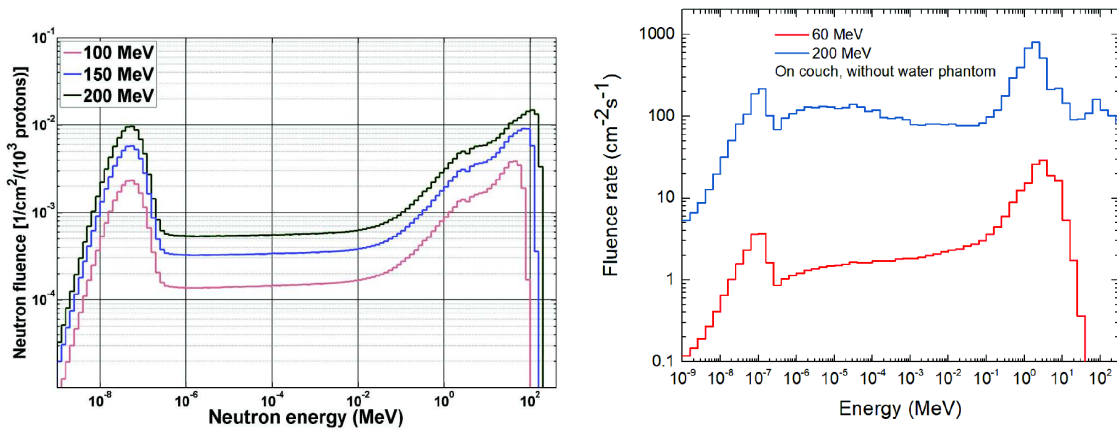 10⁻¹
10⁻²
10⁻³
10⁻⁴
Neutron fluence [1/cm²/(10³ protons)]
100 MeV
150 MeV
200 MeV
10⁻⁸ 10⁻⁶ 10⁻⁴ 10⁻² 10⁰ 10²
Neutron energy (MeV)
1000
100
10
1
0.1
Fluence rate (cm⁻²s⁻¹)
60 MeV
200 MeV
On couch, without water phantom
10⁻⁹ 10⁻⁸ 10⁻⁷ 10⁻⁶ 10⁻⁵ 10⁻⁴ 10⁻³ 10⁻² 10⁻¹ 10⁰ 10¹ 10²
Energy (MeV)